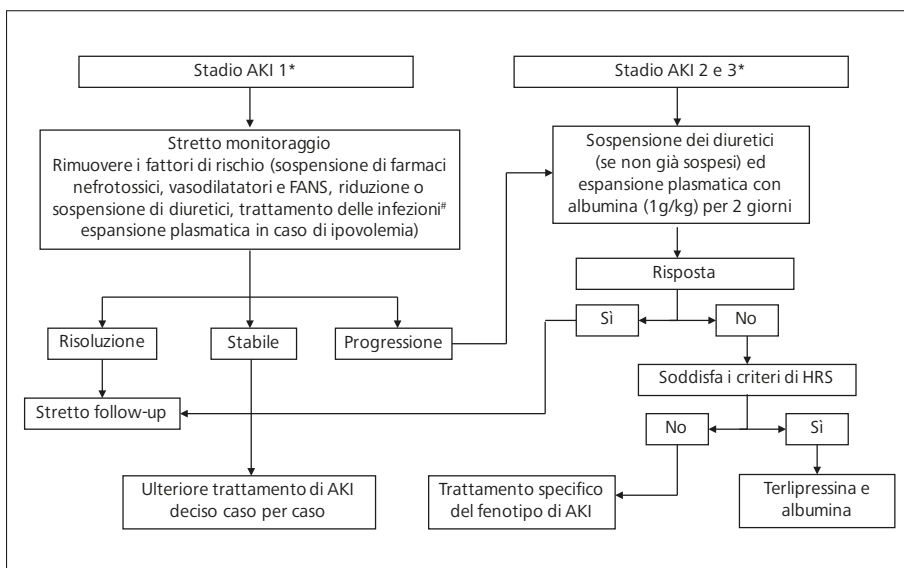 Stadio AKI 1*
Stadio AKI 2 e 3*
Stretto monitoraggio
Rimuovere i fattori di rischio (sospensione di farmaci
nefrotossici, vasodilatatori e FANS, riduzione o
sospensione di diuretici, trattamento delle infezioni#
espansione plasmatica in caso di ipovolemia)
Sospensione dei diuretici
(se non già sospesi) ed
espansione plasmatica con
albumina (1g/kg) per 2 giorni
Risposta
Sì
No
Risoluzione
Stabile
Progressione
Soddisfa i criteri di HRS
Stretto follow-up
No
Sì
Ulteriore trattamento di AKI
deciso caso per caso
Trattamento specifico
del fenotipo di AKI
Terlipressina e
albumina